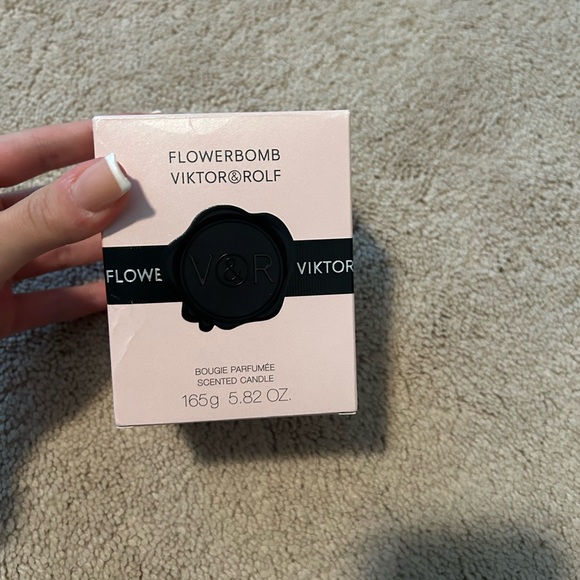 FLOWERBOMB
VIKTOR&ROLF
FLOWE V&R VIKTOR
BOUGIE PARFUMÉE
SCENTED CANDLE
165g 5.82 OZ.